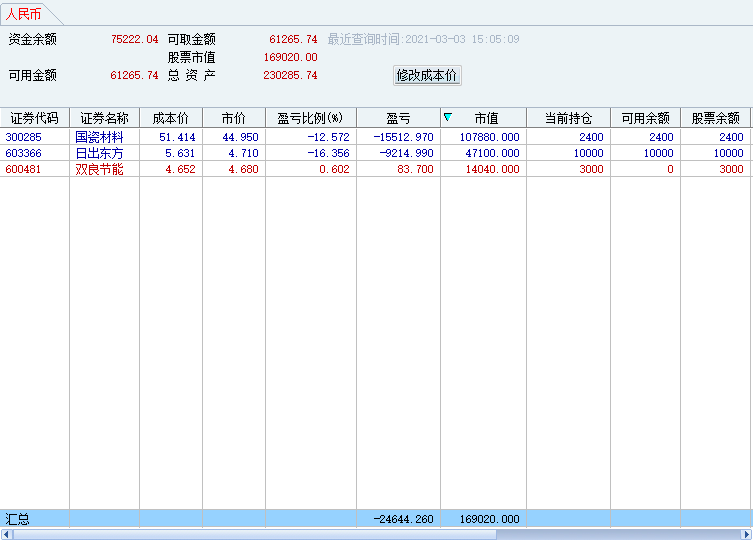 人民币
资金余额 75222.04 可取金额 61265.74 最近查询时间:2021-03-03 15:05:09
股票市值 169020.00
可用金额 61265.74 总 资 产 230285.74 修改成本价
证券代码 证券名称 成本价 市价 盈亏比例(%) 盈亏 市值 当前持仓 可用余额 股票余额
300285 国瓷材料 51.414 44.950 -12.572 -15512.970 107880.000 2400 2400 2400
603366 日出东方 5.631 4.710 -16.356 -9214.990 47100.000 10000 10000 10000
600481 双良节能 4.652 4.680 0.602 83.700 14040.000 3000 0 3000
汇总 -24644.260 169020.000